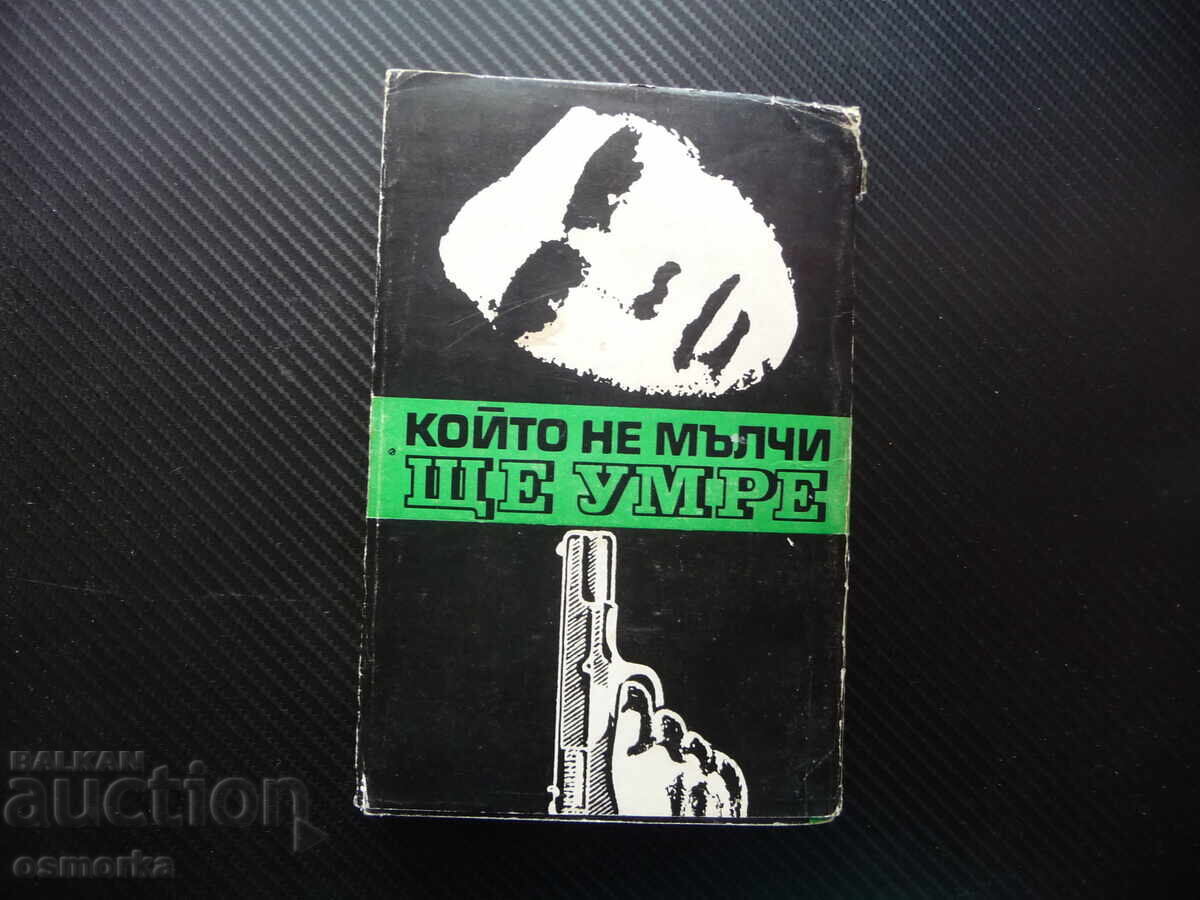 КОЙТО НЕ МЪЛЧИ
ЩЕ УМРЕ
BALKAN
auction
osmorka